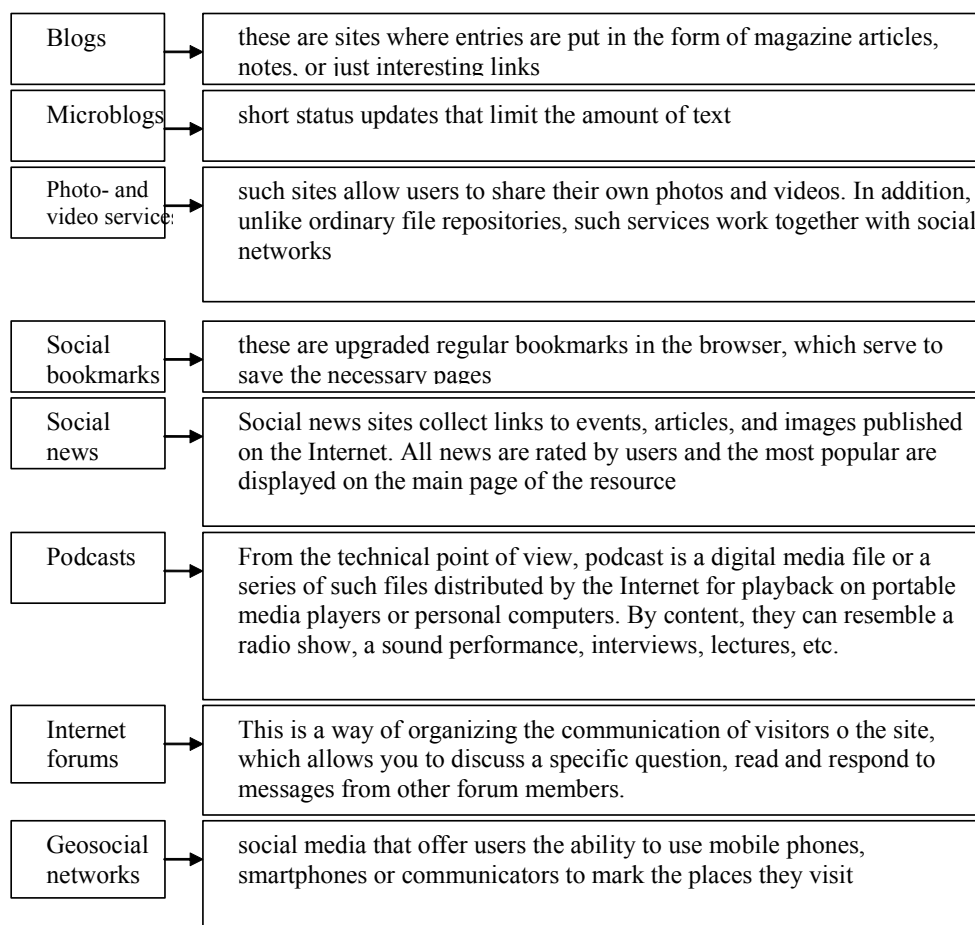 Blogs
these are sites where entries are put in the form of magazine articles,
notes, or just interesting links
Microblogs
short status updates that limit the amount of text
Photo- and
video services
such sites allow users to share their own photos and videos. In addition,
unlike ordinary file repositories, such services work together with social
networks
Social
bookmarks
these are upgraded regular bookmarks in the browser, which serve to
save the necessary pages
Social
news
Social news sites collect links to events, articles, and images published
on the Internet. All news are rated by users and the most popular are
displayed on the main page of the resource
Podcasts
From the technical point of view, podcast is a digital media file or a
series of such files distributed by the Internet for playback on portable
media players or personal computers. By content, they can resemble a
radio show, a sound performance, interviews, lectures, etc.
Internet
forums
This is a way of organizing the communication of visitors o the site,
which allows you to discuss a specific question, read and respond to
messages from other forum members.
Geosocial
networks
social media that offer users the ability to use mobile phones,
smartphones or communicators to mark the places they visit